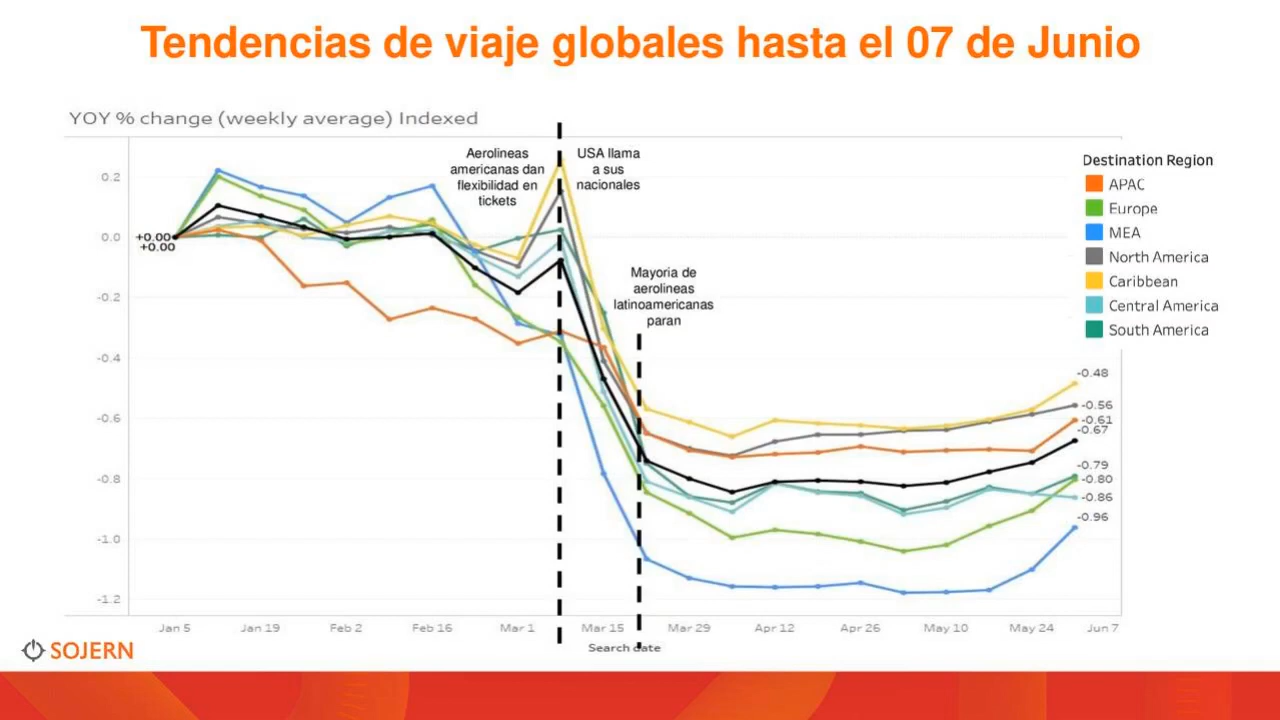 Tendencias de viaje globales hasta el 07 de Junio
YOY % change (weekly average) Indexed
Aerolineas
americanas dan
flexibilidad en
tickets
USA llama
a sus
nacionales
Mayoria de
aerolineas
latinoamericanas
paran
Destination Region
APAC
Europe
MEA
North America
Caribbean
Central America
South America
0.2
0.0
-0.2
-0.4
-0.6
-0.8
-1.0
-1.2
+0.00
+0.00
-0.48
-0.56
-0.61
-0.67
-0.79
-0.80
-0.86
-0.96
Jan 5 Jan 19 Feb 2 Feb 16 Mar 1 Mar 15 Mar 29 Apr 12 Apr 26 May 10 May 24 Jun 7
Search date
SOJERN